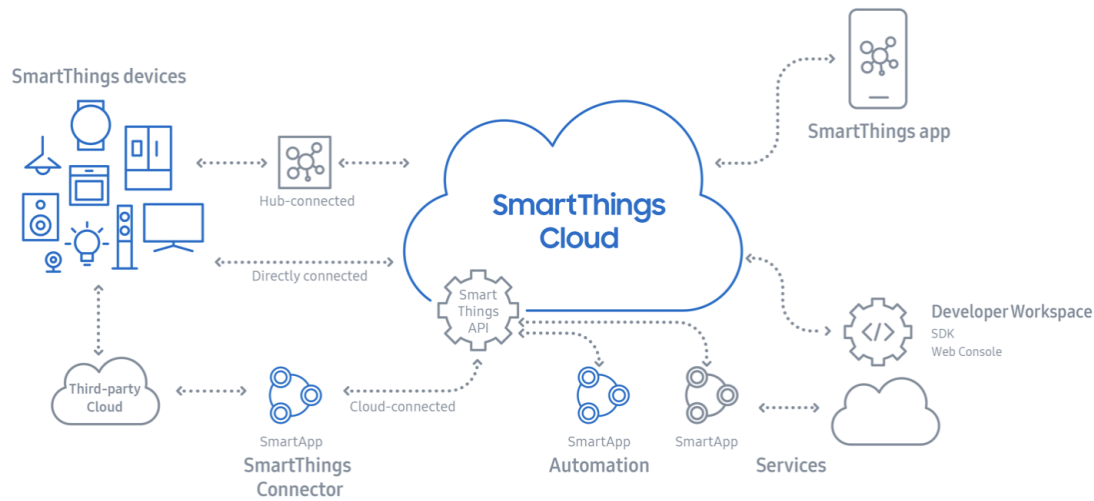 SmartThings devices
SmartThings app
Hub-connected
SmartThings
Cloud
Directly connected
Smart
Things
API
Developer Workspace
SDK
Web Console
Third-party
Cloud
Cloud-connected
SmartApp
SmartThings
Connector
SmartApp
Automation
SmartApp
Services